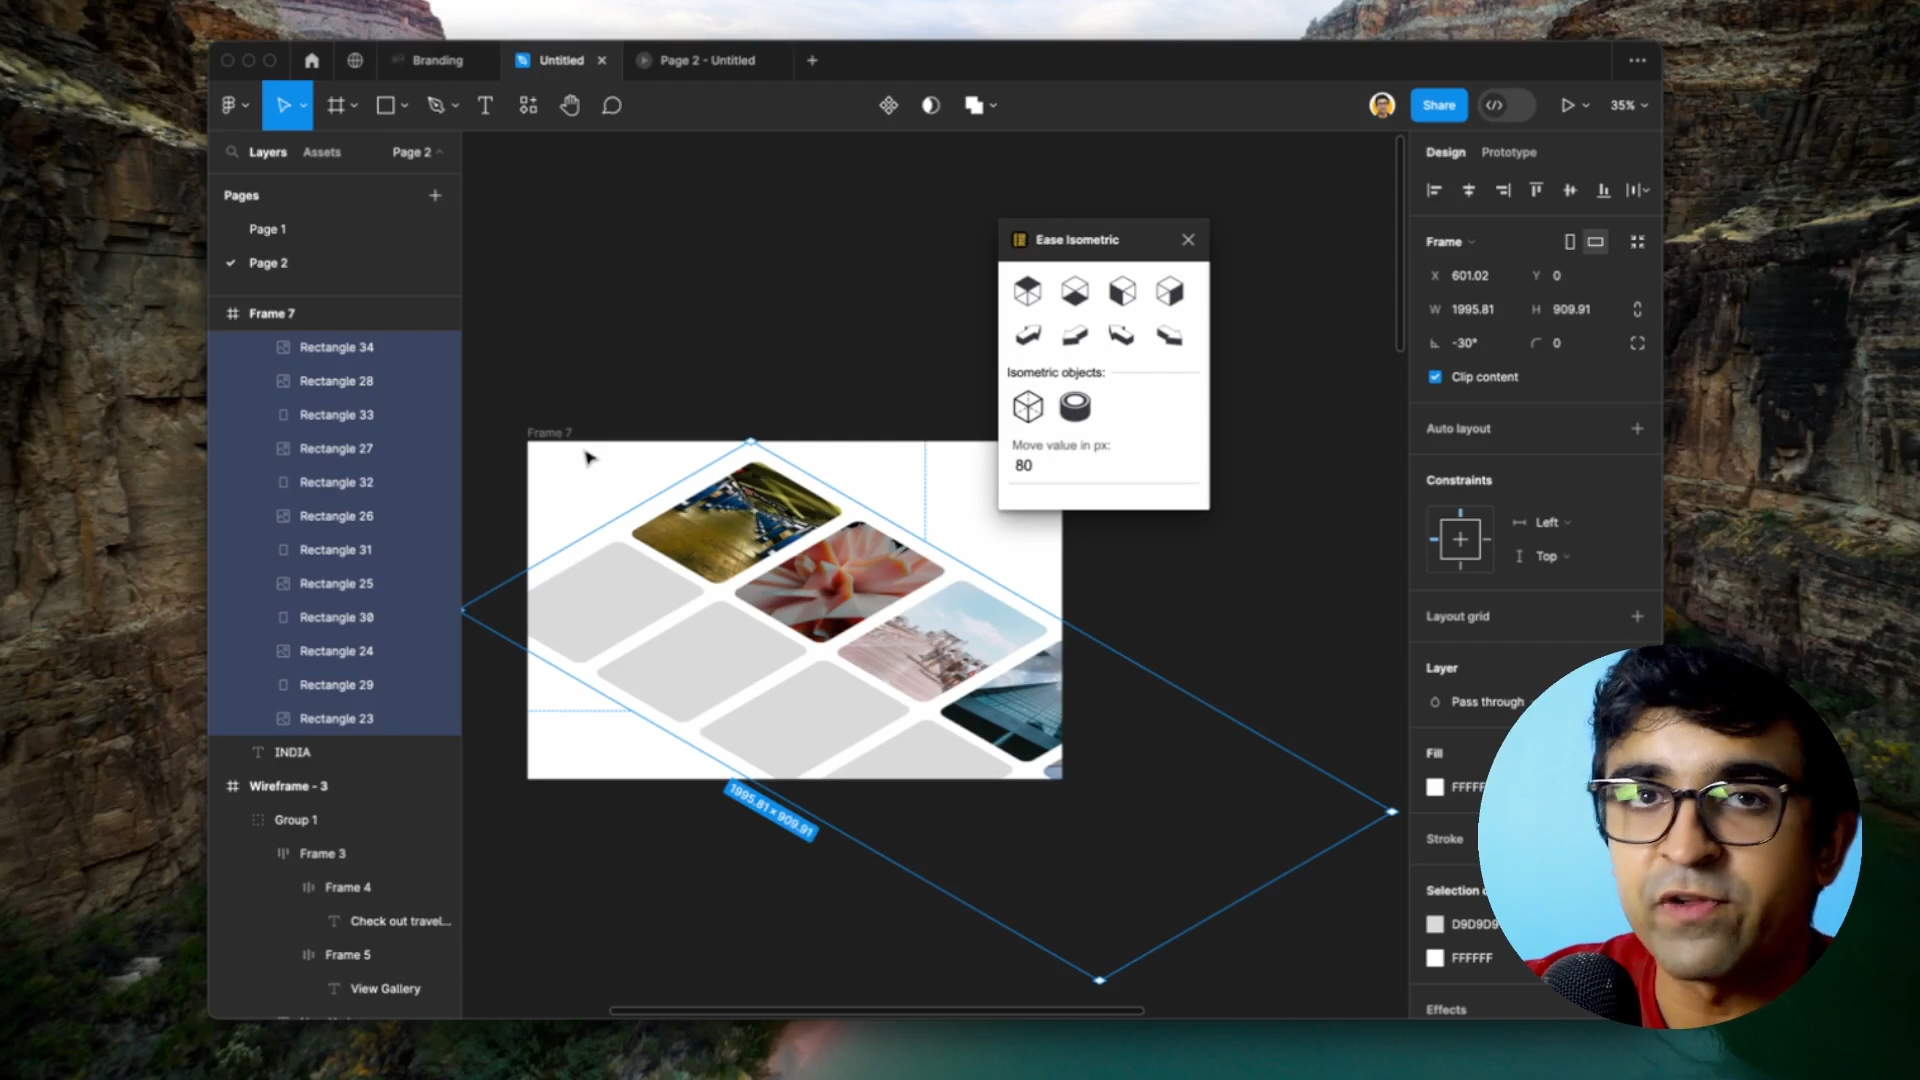 Branding
Untitled
Page 2 - Untitled
Share
35%
Layers
Assets
Page 2
Pages
Page 1
Page 2
Frame 7
Rectangle 34
Rectangle 28
Rectangle 33
Rectangle 27
Rectangle 32
Rectangle 26
Rectangle 31
Rectangle 25
Rectangle 30
Rectangle 24
Rectangle 29
Rectangle 23
INDIA
Wireframe - 3
Group 1
Frame 3
Frame 4
Check out travel...
Frame 5
View Gallery
Frame 7
1995.81 × 909.91
Ease Isometric
Isometric objects:
Move value in px:
80
Design
Prototype
Frame
X 601.02 Y 0
W 1995.81 H 909.91
-30° 0
Clip content
Auto layout
Constraints
Left
Top
Layout grid
Layer
Pass through
Fill
FFFFF
Stroke
Selection
D9D9D9
FFFFFF
Effects